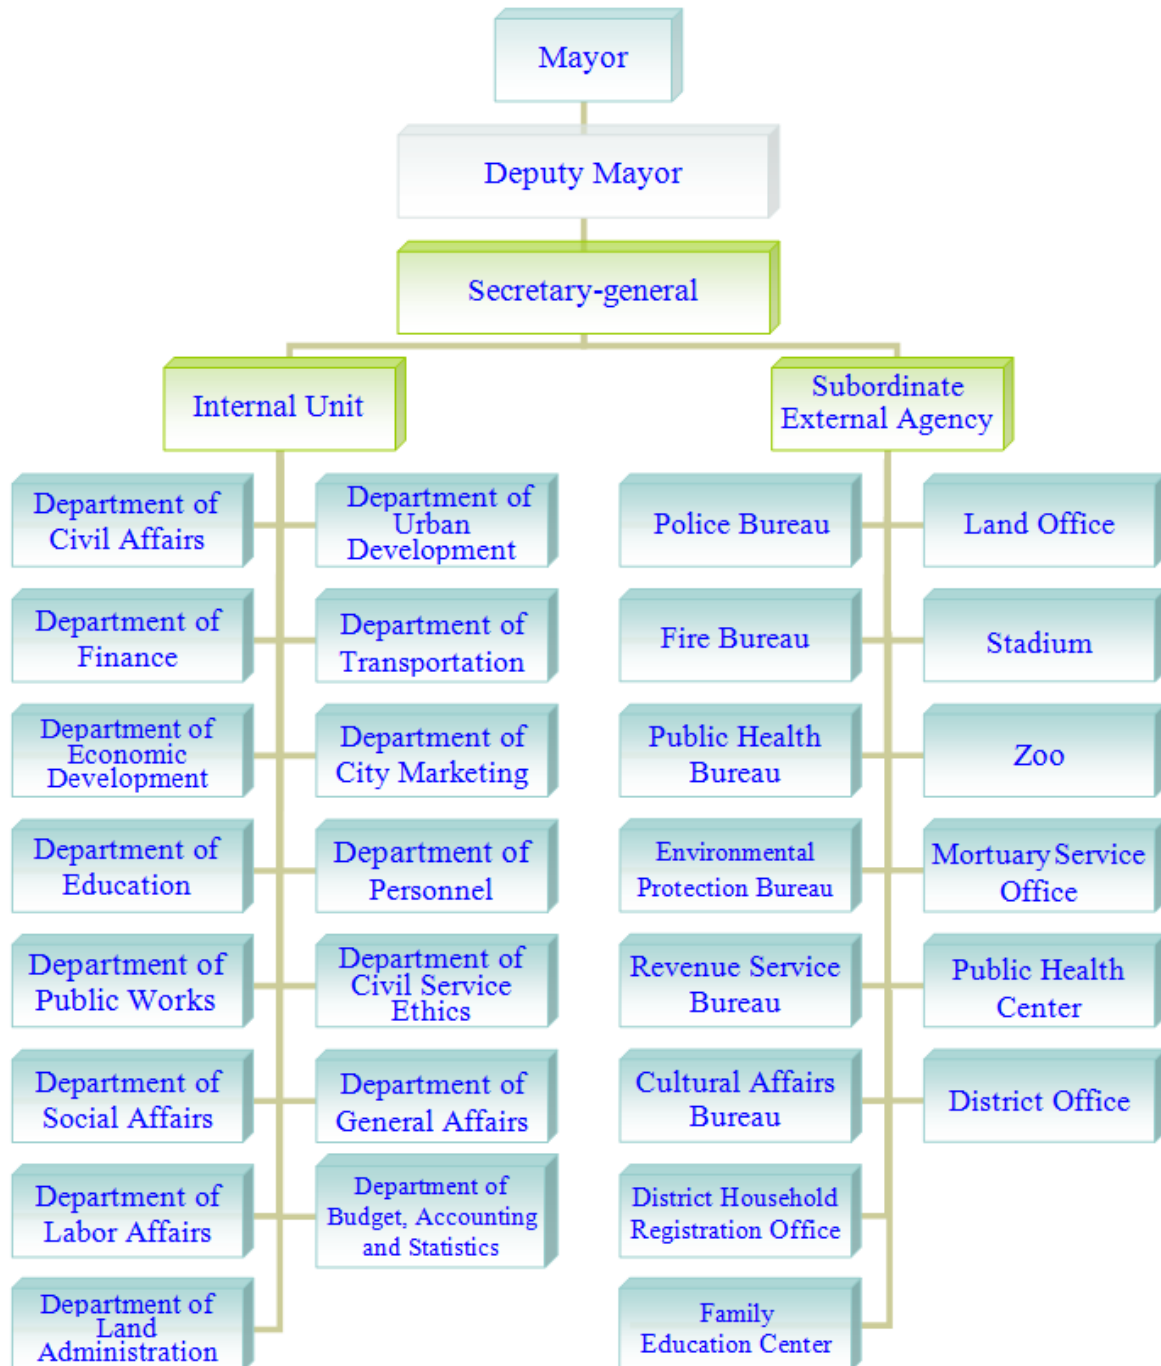 Mayor
Deputy Mayor
Secretary-general
Internal Unit
Subordinate
External Agency
Department of
Civil Affairs
Department of
Urban
Development
Police Bureau
Land Office
Department of
Finance
Department of
Transportation
Fire Bureau
Stadium
Department of
Economic
Development
Department of
City Marketing
Public Health
Bureau
Zoo
Department of
Education
Department of
Personnel
Environmental
Protection Bureau
Mortuary Service
Office
Department of
Public Works
Department of
Civil Service
Ethics
Revenue Service
Bureau
Public Health
Center
Department of
Social Affairs
Department of
General Affairs
Cultural Affairs
Bureau
District Office
Department of
Labor Affairs
Department of
Budget, Accounting
and Statistics
District Household
Registration Office
Department of
Land
Administration
Family
Education Center